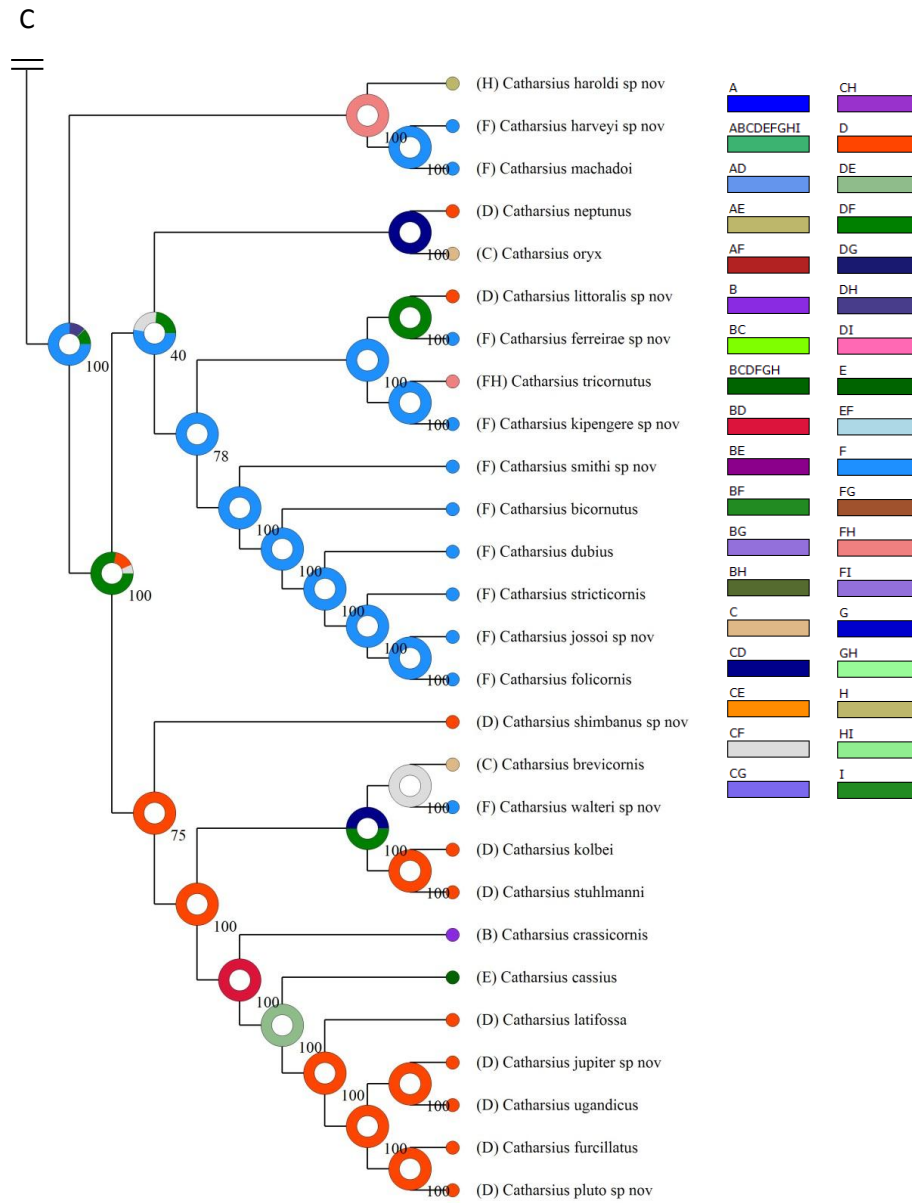 C
(H) Catharsius haroldi sp nov
100
(F) Catharsius harveyi sp nov
100
(F) Catharsius machadoi
(D) Catharsius neptunus
100
(C) Catharsius oryx
(D) Catharsius littoralis sp nov
100
(F) Catharsius ferreirae sp nov
100
40
100
(FH) Catharsius tricornutus
100
(F) Catharsius kipengere sp nov
78
(F) Catharsius smithi sp nov
100
(F) Catharsius bicornutus
100
(F) Catharsius dubius
100
100
(F) Catharsius stricticornis
100
(F) Catharsius jossoi sp nov
100
(F) Catharsius folicornis
(D) Catharsius shimbanus sp nov
(C) Catharsius brevicornis
100
(F) Catharsius walteri sp nov
75
100
(D) Catharsius kolbei
100
(D) Catharsius stuhlmanni
100
(B) Catharsius crassicornis
100
(E) Catharsius cassius
100
(D) Catharsius latifossa
100
(D) Catharsius jupiter sp nov
100
(D) Catharsius ugandicus
100
(D) Catharsius furcillatus
100
(D) Catharsius pluto sp nov
A
ABCDEFGHI
AD
AE
AF
B
BC
BCDFGH
BD
BE
BF
BG
BH
C
CD
CE
CF
CG
CH
D
DE
DF
DG
DH
DI
E
EF
F
FG
FH
FI
G
GH
H
HI
I